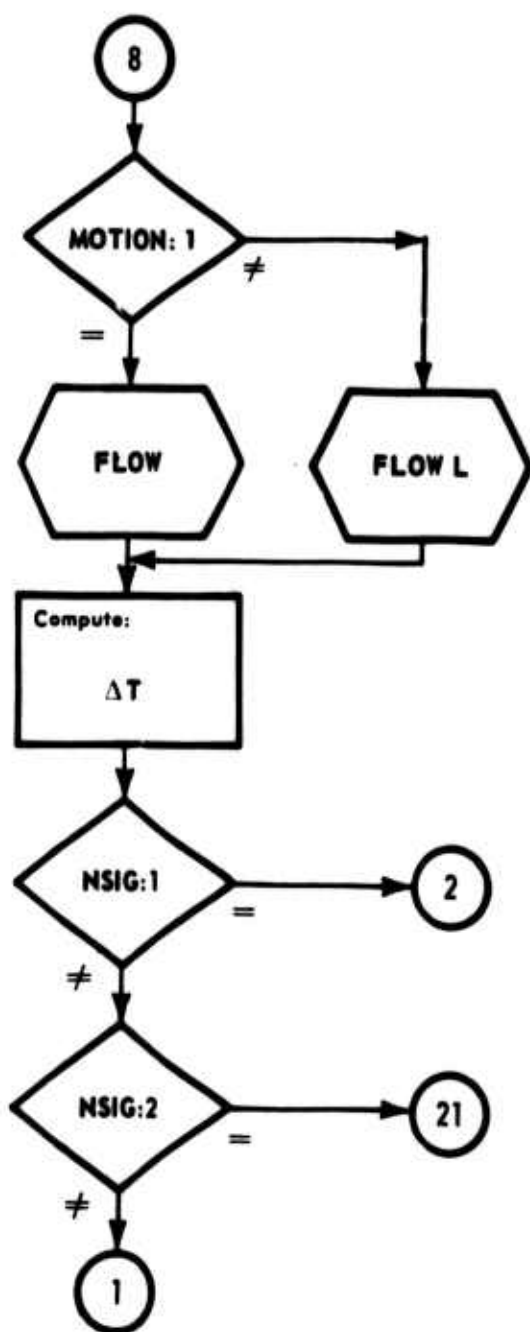 8
MOTION: 1
≠
=
FLOW
FLOW L
Compute:
ΔT
NSIG:1
=
2
≠
NSIG:2
=
21
≠
1